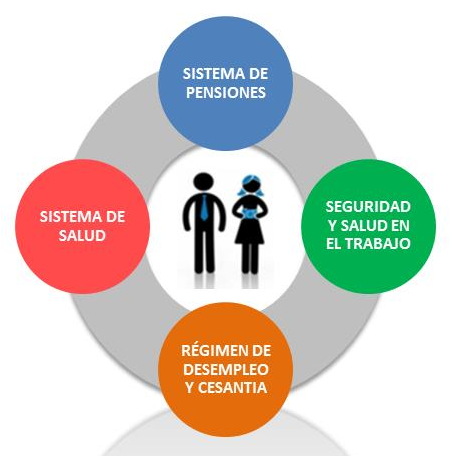 SISTEMA DE
PENSIONES
SISTEMA DE
SALUD
SEGURIDAD
Y SALUD EN
EL TRABAJO
RÉGIMEN DE
DESEMPLEO
Y CESANTIA